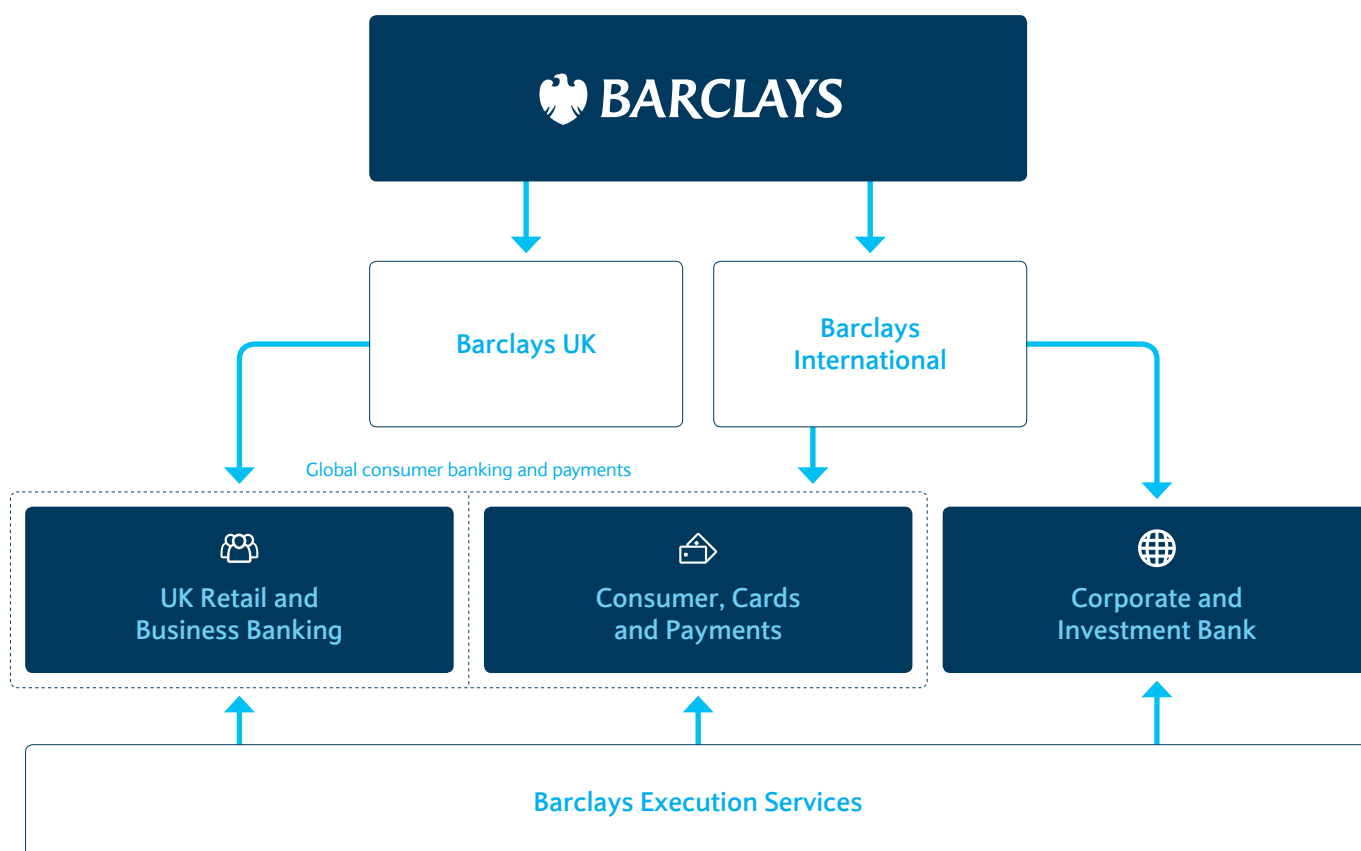 BARCLAYS
Barclays UK
Barclays
International
Global consumer banking and payments
UK Retail and
Business Banking
Consumer, Cards
and Payments
Corporate and
Investment Bank
Barclays Execution Services